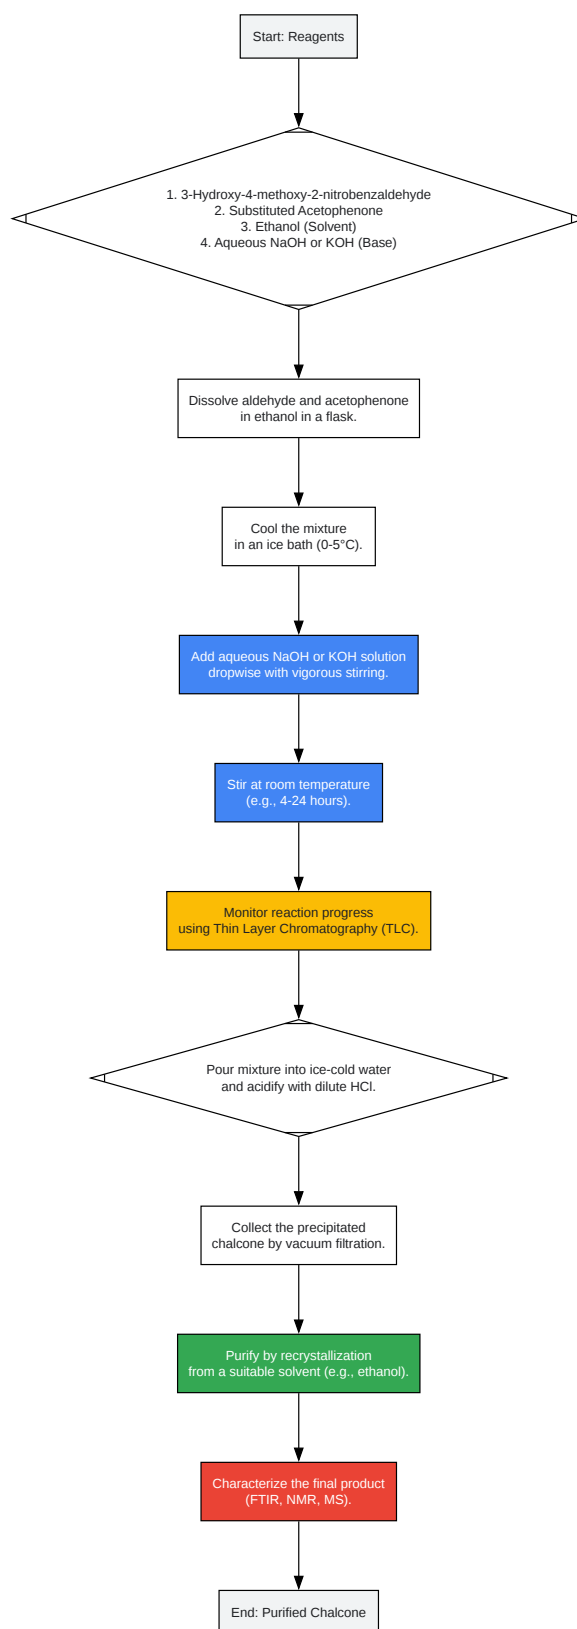 Start: Reagents
1. 3-Hydroxy-4-methoxy-2-nitrobenzaldehyde
2. Substituted Acetophenone
3. Ethanol (Solvent)
4. Aqueous NaOH or KOH (Base)
Dissolve aldehyde and acetophenone
in ethanol in a flask.
Cool the mixture
in an ice bath (0-5°C).
Add aqueous NaOH or KOH solution
dropwise with vigorous stirring.
Stir at room temperature
(e.g., 4-24 hours).
Monitor reaction progress
using Thin Layer Chromatography (TLC).
Pour mixture into ice-cold water
and acidify with dilute HCl.
Collect the precipitated
chalcone by vacuum filtration.
Purify by recrystallization
from a suitable solvent (e.g., ethanol).
Characterize the final product
(FTIR, NMR, MS).
End: Purified Chalcone